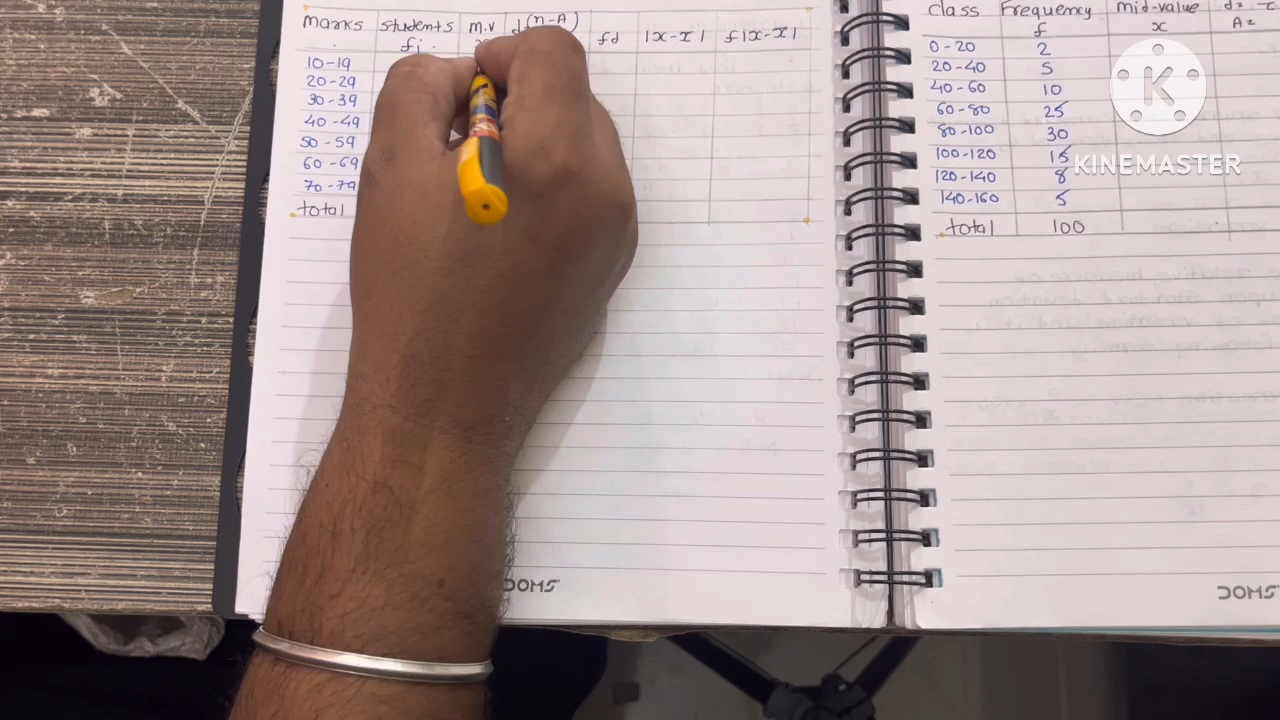 marks students m.v d(n-A) fd |x-x̄| f|x-x̄|
fi
10-19
20-29
30-39
40-49
50-59
60-69
70-79
total
class Frequency mid-value d=
f x A=
0-20 2
20-40 5
40-60 10
60-80 25
80-100 30
100-120 15
120-140 8
140-160 5
total 100
K
KINEMASTER
DOMS
DOMS